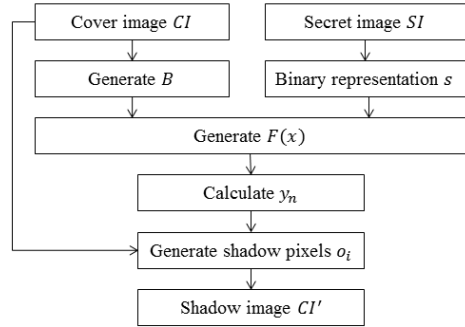 Cover image CI
Secret image SI
Generate B
Binary representation s
Generate F(x)
Calculate yₙ
Generate shadow pixels oᵢ
Shadow image CI′